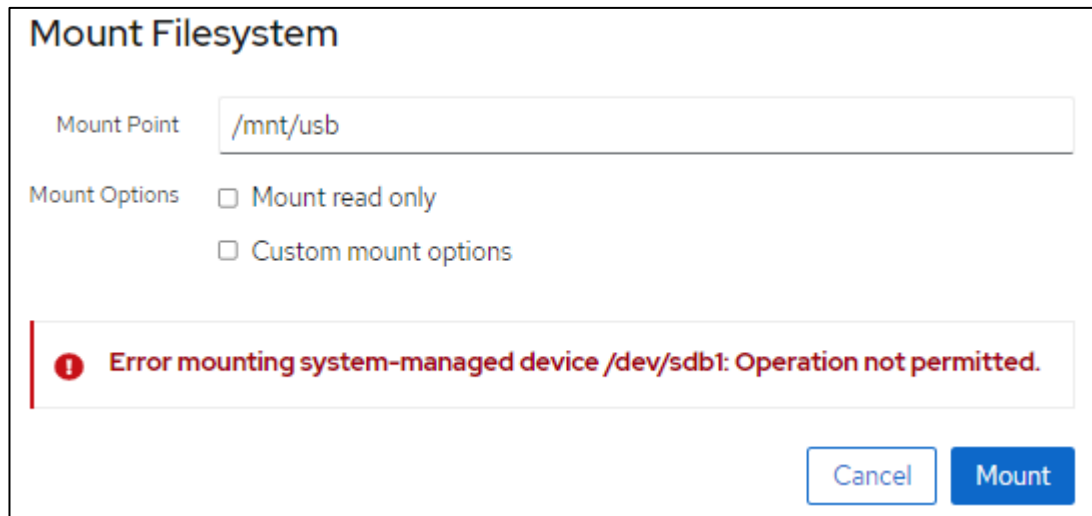 Mount Filesystem
Mount Point /mnt/usb
Mount Options Mount read only
Custom mount options
Error mounting system-managed device /dev/sdb1: Operation not permitted.
Cancel Mount